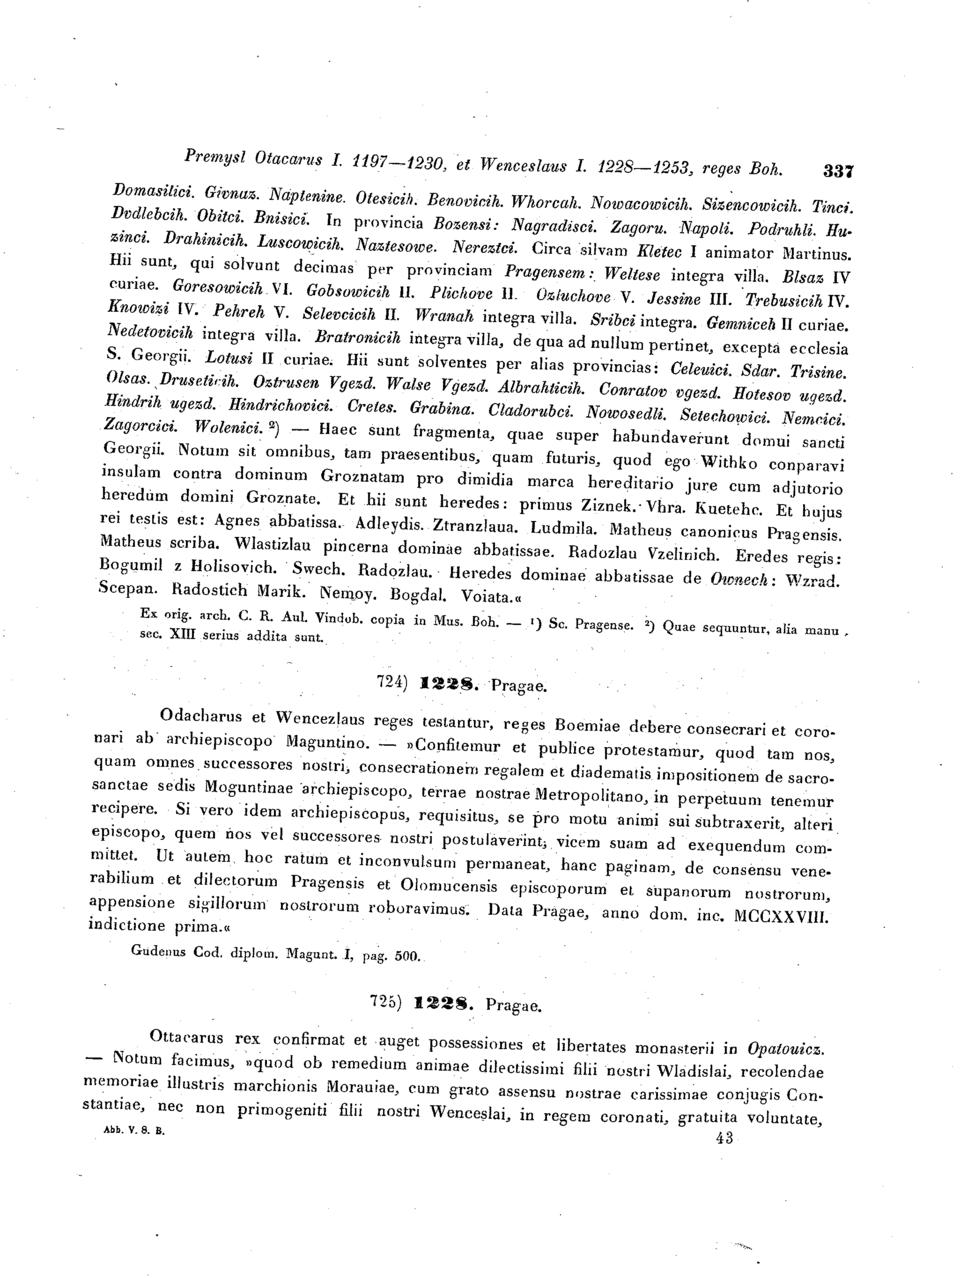 Premysl Otacarus I. 1197—1230, et Wenceslaus I. 1228—1253, reges Boh. 337
Domasilici. Givnaz. Naptenine. Otesicih. Benovicih. Whorcah. Nowacowicih. Sizencowicih. Tinci.
Dvdlebcih. Obitci. Bnisici. In provincia Bozensi: Nagradisci. Zagoru. Napoli. Podruhli. Hu-
zinci. Drahinicih. Luscowicih. Naztesowe. Nereztci. Circa silvam Kletec I animator Martinus.
Hii sunt, qui solvunt decimas per provinciam Pragensem: Weltese integra villa. Blsaz IV
curiae. Goresowicih VI. Gobsowicih II. Plichove II. Ozluchove V. Jessine III. Trebusicih IV.
Knowizi IV. Pehreh V. Selevcicih II. Wranah integra villa. Sribci integra. Gemniceh II curiae.
Nedetovicih integra villa. Bratronicih integra villa, de qua ad nullum pertinet, excepta ecclesia
S. Georgii. Lotusi II curiae. Hii sunt solventes per alias provincias: Celeuici. Sdar. Trisine.
Olsas. Drusetivih. Oztrusen Vgezd. Walse Vgezd. Albrahticih. Conratov vgezd. Hotesov ugezd.
Hindrih ugezd. Hindrichovici. Cretes. Grabina. Cladorubci. Nowosedli. Setechowici. Nemcici.
Zagorcici. Wolenici. ²) — Haec sunt fragmenta, quae super habundaverunt domui sancti
Georgii. Notum sit omnibus, tam praesentibus, quam futuris, quod ego Withko conparavi
insulam contra dominum Groznatam pro dimidia marca hereditario jure cum adjutorio
heredum domini Groznate. Et hii sunt heredes: primus Ziznek. Vhra. Kuetehc. Et hujus
rei testis est: Agnes abbatissa. Adleydis. Ztranzlaua. Ludmila. Matheus canonicus Pragensis.
Matheus scriba. Wlastizlau pincerna dominae abbatissae. Radozlau Vzelinich. Eredes regis:
Bogumil z Holisovich. Swech. Radozlau. Heredes dominae abbatissae de Ownech: Wzrad.
Scepan. Radostich Marik. Nemoy. Bogdal. Voiata.«
Ex orig. arch. C. R. Aul. Vindob. copia in Mus. Boh. — ¹) Sc. Pragense. ²) Quae sequuntur, alia manu
sec. XIII serius addita sunt.
724) 1228. Pragae.
Odacharus et Wencezlaus reges testantur, reges Boemiae debere consecrari et coro-
nari ab archiepiscopo Maguntino. — »Confitemur et publice protestamur, quod tam nos,
quam omnes successores nostri, consecrationem regalem et diadematis impositionem de sacro-
sanctae sedis Moguntinae archiepiscopo, terrae nostrae Metropolitano, in perpetuum tenemur
recipere. Si vero idem archiepiscopus, requisitus, se pro motu animi sui subtraxerit, alteri
episcopo, quem nos vel successores nostri postulaverint, vicem suam ad exequendum com-
mittet. Ut autem hoc ratum et inconvulsum permaneat, hanc paginam, de consensu vene-
rabilium et dilectorum Pragensis et Olomucensis episcoporum et supanorum nostrorum,
appensione sigillorum nostrorum roboravimus. Data Pragae, anno dom. inc. MCCXXVIII.
indictione prima.«
Gudenus Cod. diplom. Magunt. I, pag. 500.
725) 1228. Pragae.
Ottacarus rex confirmat et auget possessiones et libertates monasterii in Opatouicz.
— Notum facimus, »quod ob remedium animae dilectissimi filii nostri Wladislai, recolendae
memoriae illustris marchionis Morauiae, cum grato assensu nostrae carissimae conjugis Con-
stantiae, nec non primogeniti filii nostri Wenceslai, in regem coronati, gratuita voluntate,
Abh. V. 8. B. 43